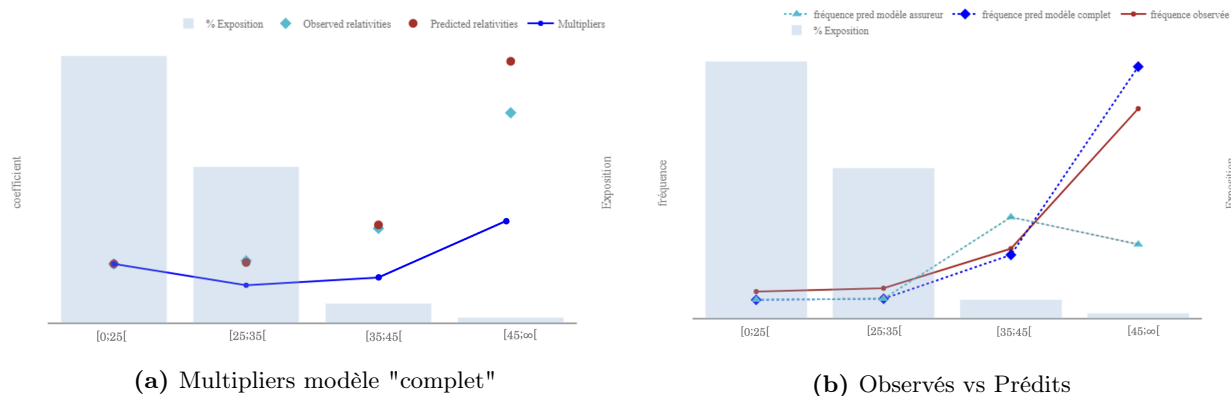 % Exposition Observed relativities Predicted relativities Multipliers
coefficient
Exposition
[0;25[ [25;35[ [35;45[ [45;∞[
(a) Multipliers modèle "complet"
fréquence pred modèle assureur fréquence pred modèle complet fréquence observée
% Exposition
fréquence
Exposition
[0;25[ [25;35[ [35;45[ [45;∞[
(b) Observés vs Prédits